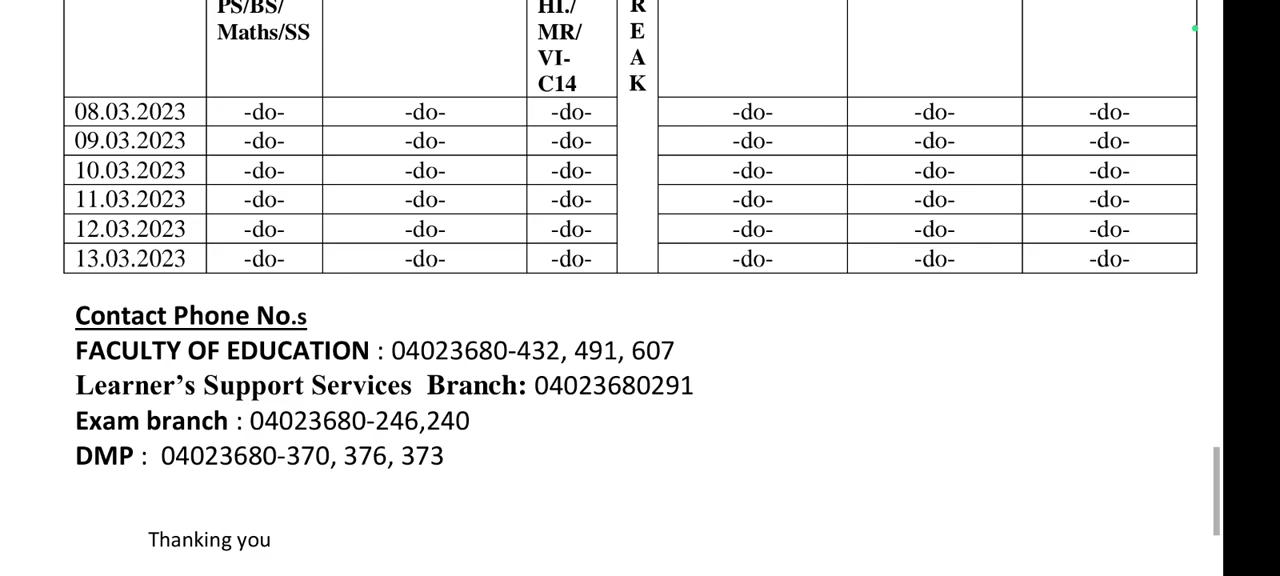 PS/BS/ HI./ R
Maths/SS MR/ E
VI- A
C14 K
08.03.2023 -do- -do- -do- -do- -do- -do-
09.03.2023 -do- -do- -do- -do- -do- -do-
10.03.2023 -do- -do- -do- -do- -do- -do-
11.03.2023 -do- -do- -do- -do- -do- -do-
12.03.2023 -do- -do- -do- -do- -do- -do-
13.03.2023 -do- -do- -do- -do- -do- -do-
Contact Phone No.s
FACULTY OF EDUCATION : 04023680-432, 491, 607
Learner’s Support Services Branch: 04023680291
Exam branch : 04023680-246,240
DMP : 04023680-370, 376, 373
Thanking you